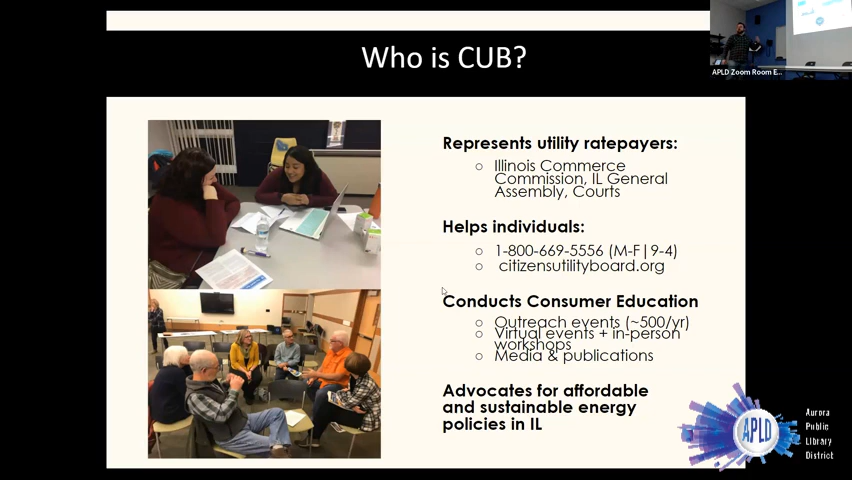 Who is CUB?
APLD Zoom Room E...
Represents utility ratepayers:
○ Illinois Commerce
Commission, IL General
Assembly, Courts
Helps individuals:
○ 1-800-669-5556 (M-F|9-4)
○ citizensutilityboard.org
Conducts Consumer Education
○ Outreach events (~500/yr)
○ Virtual events + in-person
workshops
○ Media & publications
Advocates for affordable
and sustainable energy
policies in IL
APLD
Aurora
Public
Library
District